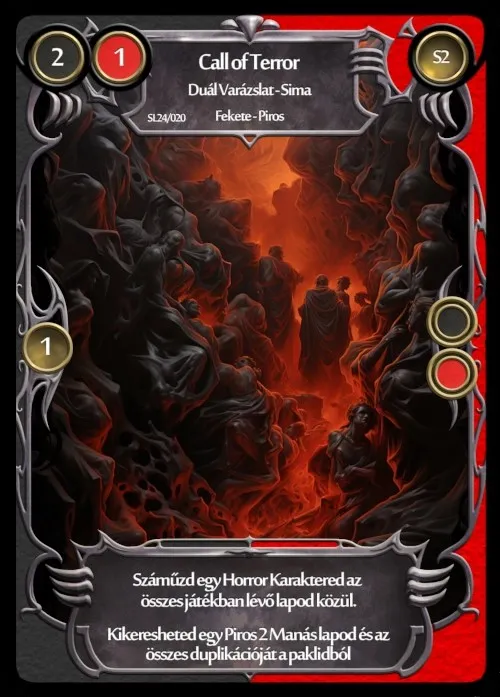 2 1 S2
Call of Terror
Duál Varázslat - Sima
SL24/020 Fekete - Piros
1
Száműzd egy Horror Karaktered az
összes játékban lévő lapod közül.
Kikeresheted egy Piros 2 Manás lapod és az
összes duplikációját a paklidból